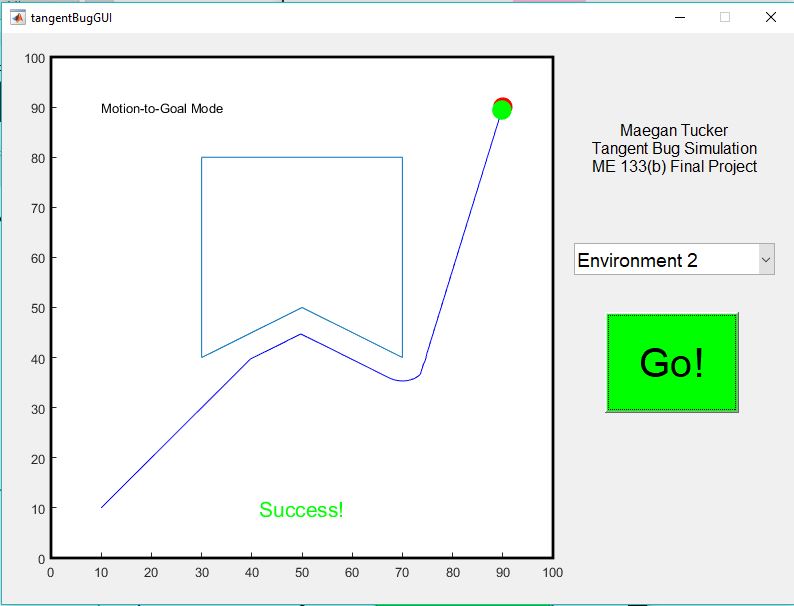 tangentBugGUI
100
90
80
70
60
50
40
30
20
10
0
Motion-to-Goal Mode
Success!
0 10 20 30 40 50 60 70 80 90 100
Maegan Tucker
Tangent Bug Simulation
ME 133(b) Final Project
Environment 2
Go!